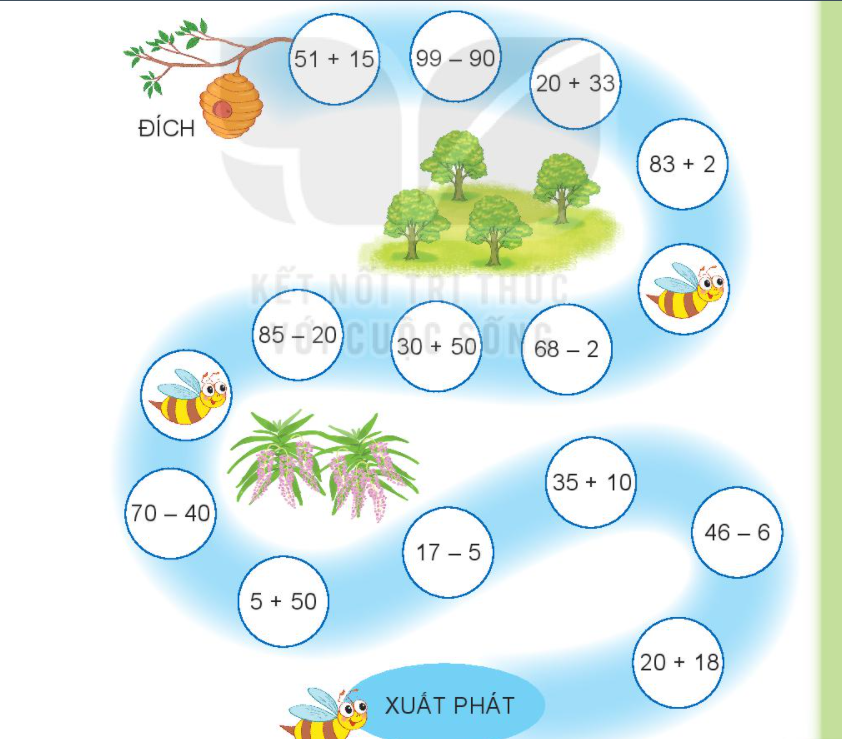 51 + 15
99 – 90
20 + 33
ĐÍCH
83 + 2
KẾT NỐI TRI THỨC
VỚI CUỘC SỐNG
85 – 20
30 + 50
68 – 2
35 + 10
70 – 40
46 – 6
17 – 5
5 + 50
20 + 18
XUẤT PHÁT